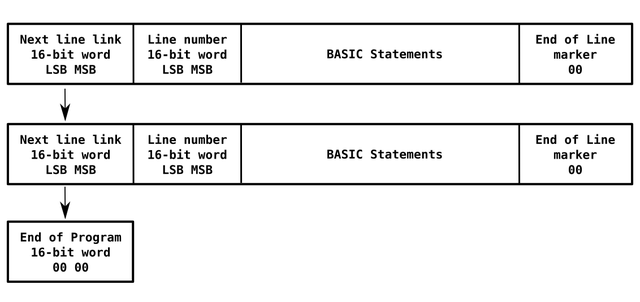 Next line link
16-bit word
LSB MSB
Line number
16-bit word
LSB MSB
BASIC Statements
End of Line
marker
00
Next line link
16-bit word
LSB MSB
Line number
16-bit word
LSB MSB
BASIC Statements
End of Line
marker
00
End of Program
16-bit word
00 00